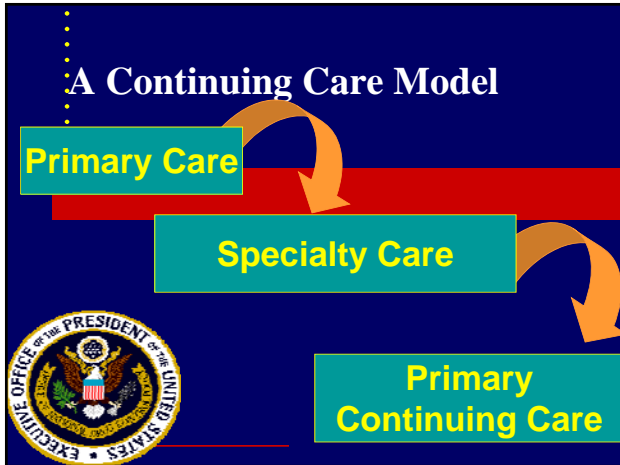 A Continuing Care Model
Primary Care
Specialty Care
Primary
Continuing Care
EXECUTIVE OFFICE OF THE PRESIDENT OF THE UNITED STATES